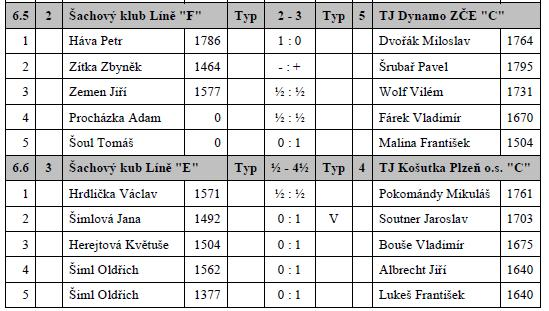 6.5 2 Šachový klub Líně "F" Typ 2 - 3 Typ 5 TJ Dynamo ZČE "C"
1 Háva Petr 1786 1 : 0 Dvořák Miloslav 1764
2 Zítka Zbyněk 1464 - : + Šrubař Pavel 1795
3 Zemen Jiří 1577 ½ : ½ Wolf Vilém 1731
4 Procházka Adam 0 ½ : ½ Fárek Vladimír 1670
5 Šoul Tomáš 0 0 : 1 Malina František 1504
6.6 3 Šachový kub Líně "E" Typ ½ - 4½ Typ 4 TJ Košutka Plzeň o.s. "C"
1 Hrdlička Václav 1571 ½ : ½ Pokomándy Mikuláš 1761
2 Šimlová Jana 1492 0 : 1 V Soutner Jaroslav 1703
3 Herejtová Květuše 1504 0 : 1 Bouše Vladimír 1675
4 Šiml Oldřich 1562 0 : 1 Albrecht Jiří 1640
5 Šiml Oldřich 1377 0 : 1 Lukeš František 1640